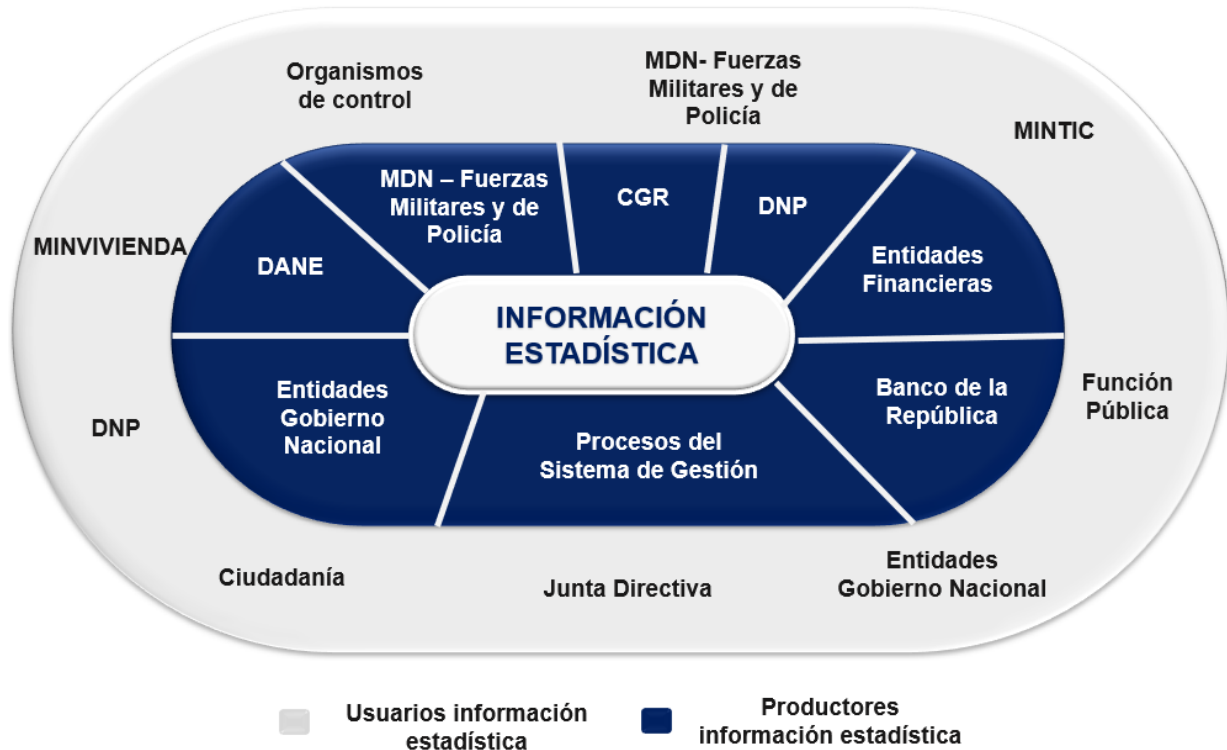 Organismos
de control
MDN- Fuerzas
Militares y de
Policía
MINTIC
MINVIVIENDA
DNP
Función
Pública
Ciudadanía
Junta Directiva
Entidades
Gobierno Nacional
MDN – Fuerzas
Militares y de
Policía
CGR
DNP
DANE
Entidades
Financieras
INFORMACIÓN
ESTADÍSTICA
Entidades
Gobierno
Nacional
Procesos del
Sistema de Gestión
Banco de la
República
Usuarios información
estadística
Productores
información estadística